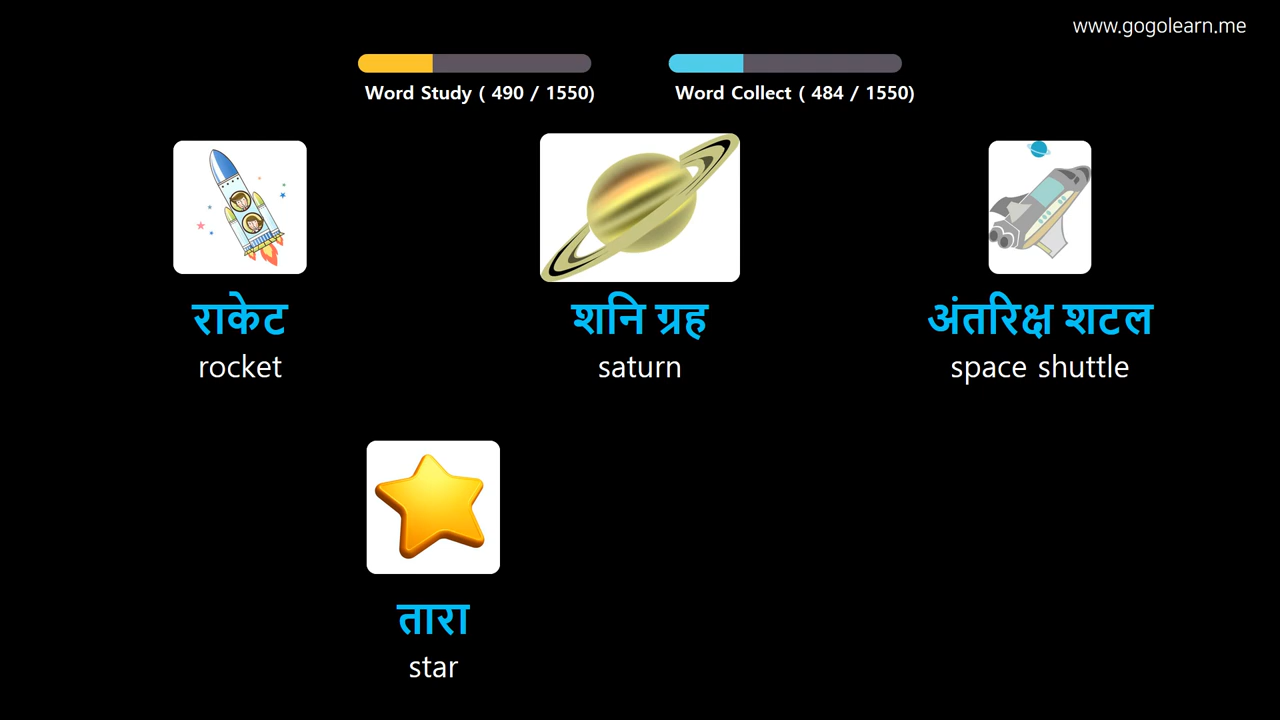 www.gogolearn.me
Word Study ( 490 / 1550)
Word Collect ( 484 / 1550)
राकेट
rocket
शनि ग्रह
saturn
अंतरिक्ष शटल
space shuttle
तारा
star